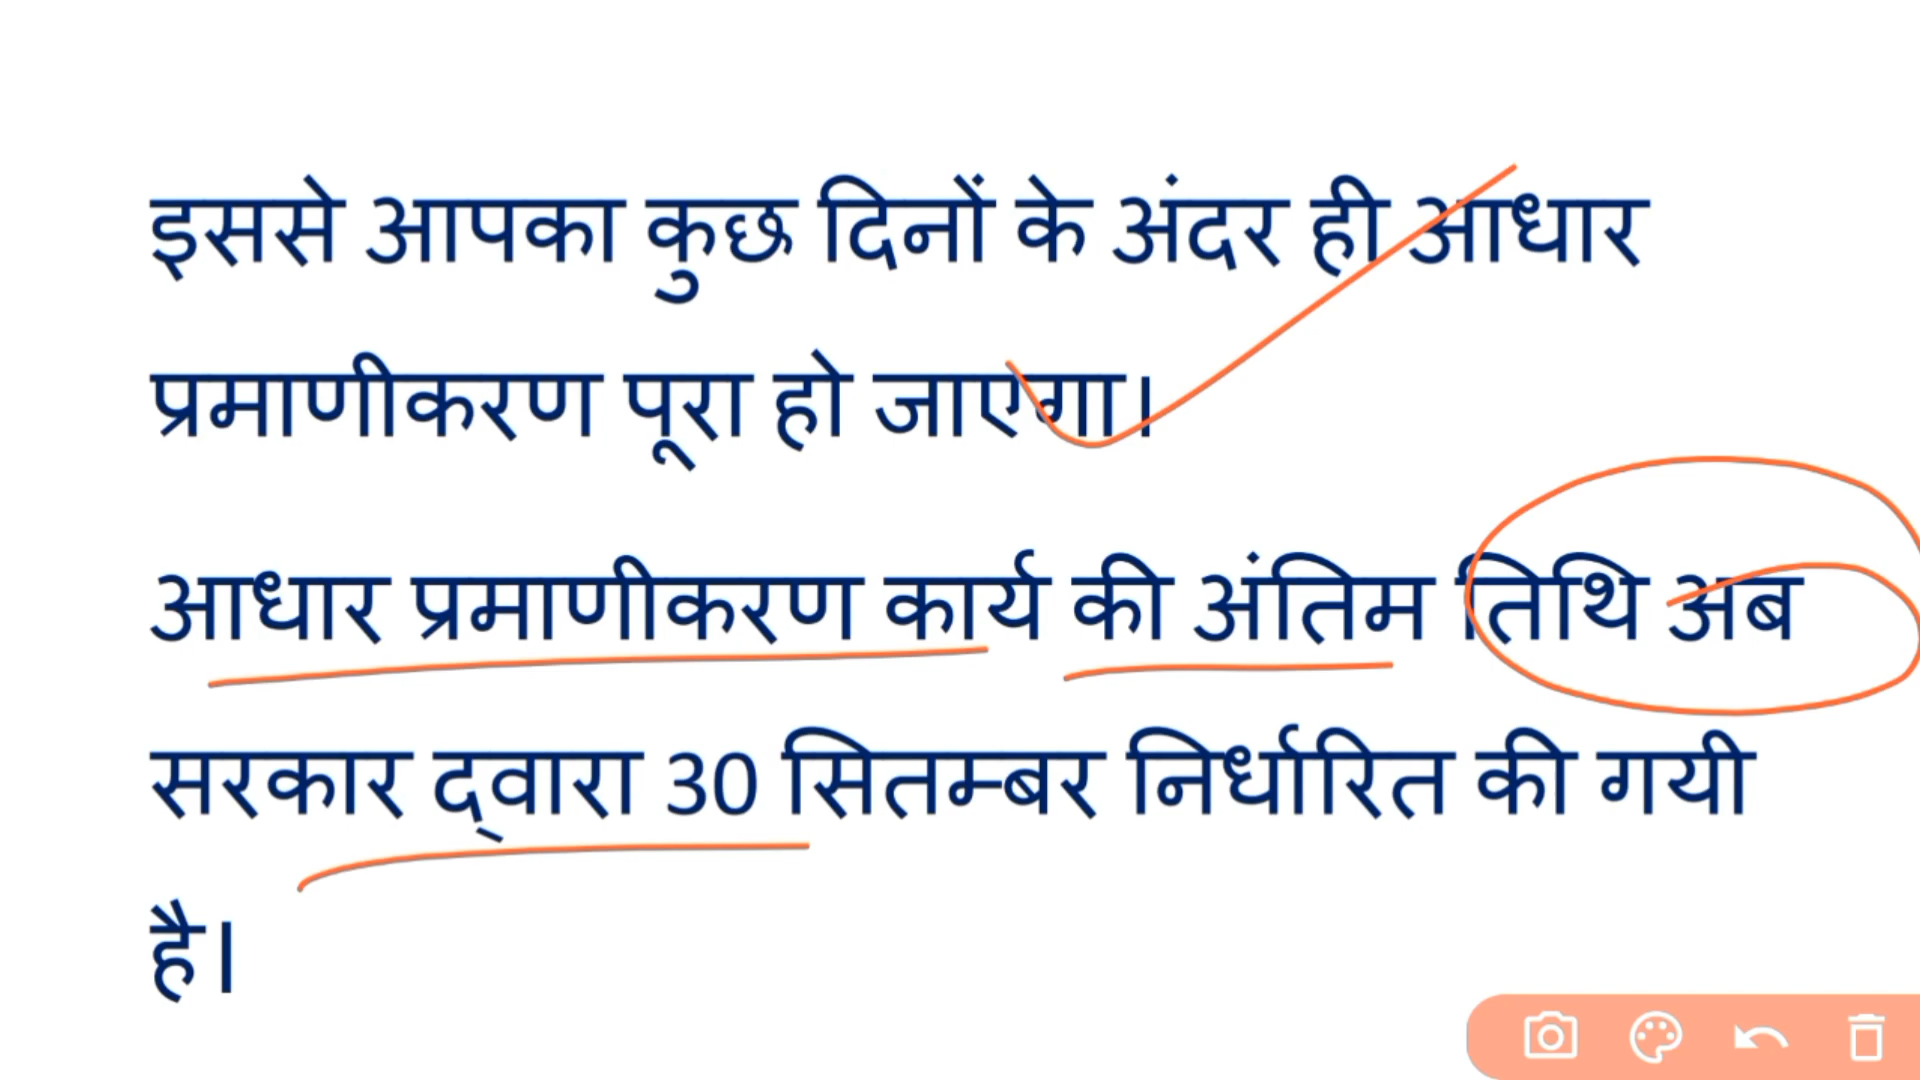 इससे आपका कुछ दिनों के अंदर ही आधार
प्रमाणीकरण पूरा हो जाएगा।
आधार प्रमाणीकरण कार्य की अंतिम तिथि अब
सरकार द्वारा 30 सितम्बर निर्धारित की गयी
है।